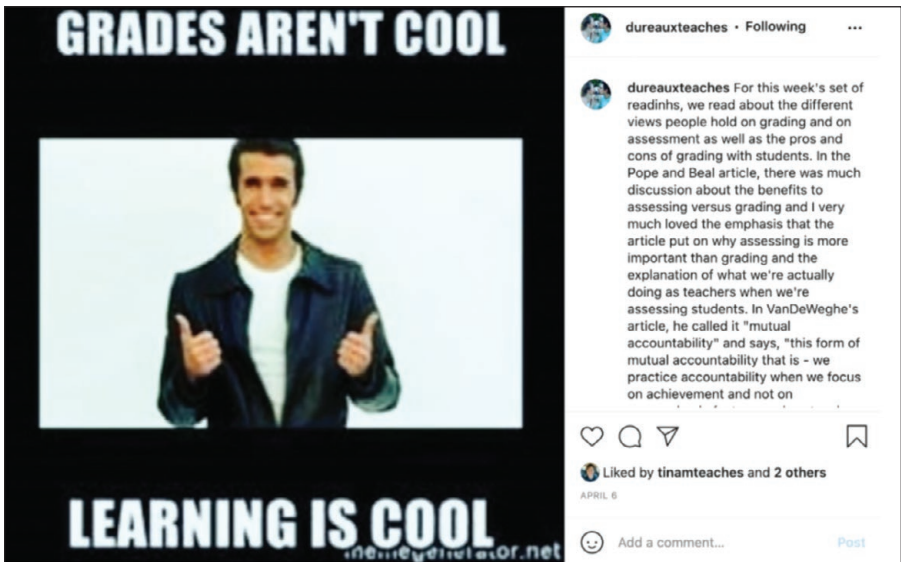 GRADES AREN'T COOL
LEARNING IS COOL
memegenerator.net
dureauxteaches • Following
dureauxteaches For this week's set of
readinhs, we read about the different
views people hold on grading and on
assessment as well as the pros and
cons of grading with students. In the
Pope and Beal article, there was much
discussion about the benefits to
assessing versus grading and I very
much loved the emphasis that the
article put on why assessing is more
important than grading and the
explanation of what we're actually
doing as teachers when we're
assessing students. In VanDeWeghe's
article, he called it "mutual
accountability" and says, "this form of
mutual accountability that is - we
practice accountability when we focus
on achievement and not on
Liked by tinamteaches and 2 others
APRIL 6
Add a comment...
Post